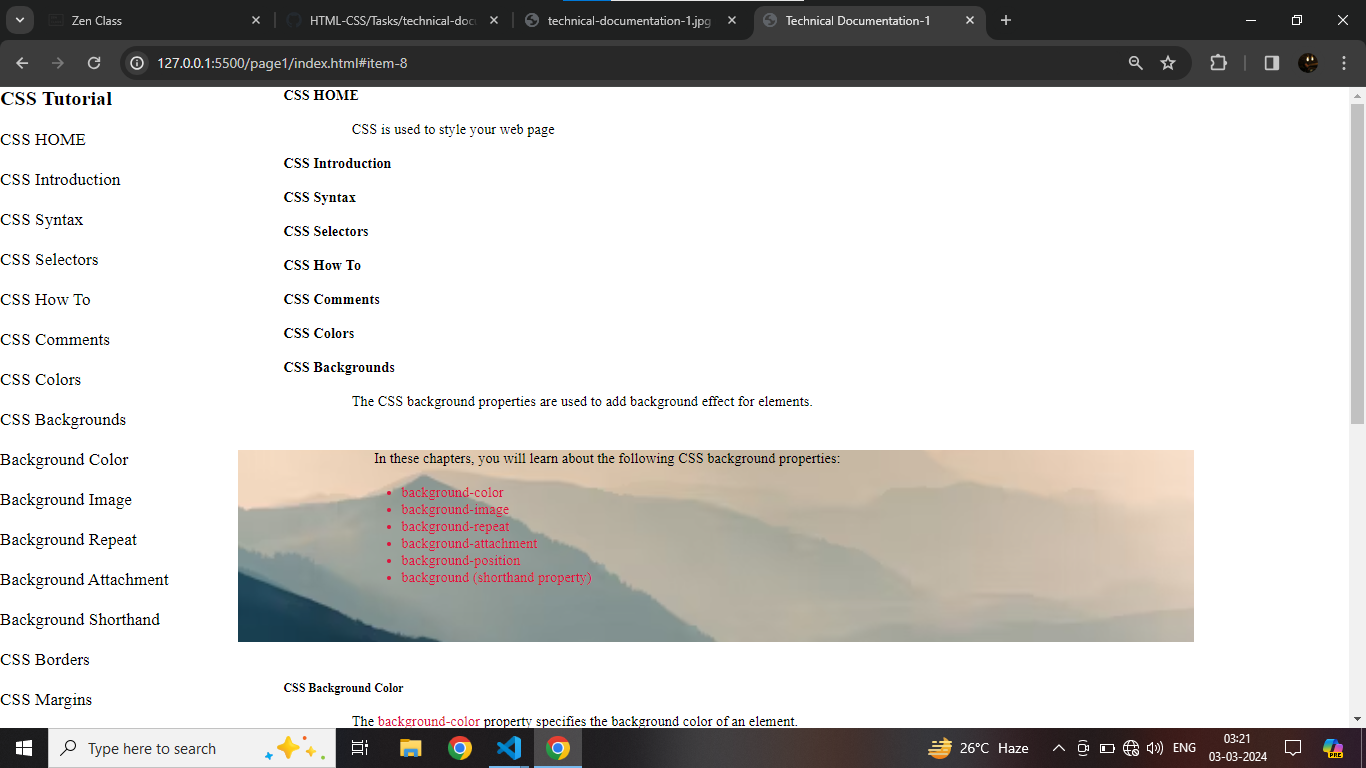 Zen Class
HTML-CSS/Tasks/technical-docu
technical-documentation-1.jpg
Technical Documentation-1
127.0.0.1:5500/page1/index.html#item-8
CSS Tutorial
CSS HOME
CSS Introduction
CSS Syntax
CSS Selectors
CSS How To
CSS Comments
CSS Colors
CSS Backgrounds
Background Color
Background Image
Background Repeat
Background Attachment
Background Shorthand
CSS Borders
CSS Margins
CSS HOME
CSS is used to style your web page
CSS Introduction
CSS Syntax
CSS Selectors
CSS How To
CSS Comments
CSS Colors
CSS Backgrounds
The CSS background properties are used to add background effect for elements.
In these chapters, you will learn about the following CSS background properties:
• background-color
• background-image
• background-repeat
• background-attachment
• background-position
• background (shorthand property)
CSS Background Color
The background-color property specifies the background color of an element.
Type here to search
26°C Haze
ENG
03:21
03-03-2024
PRE